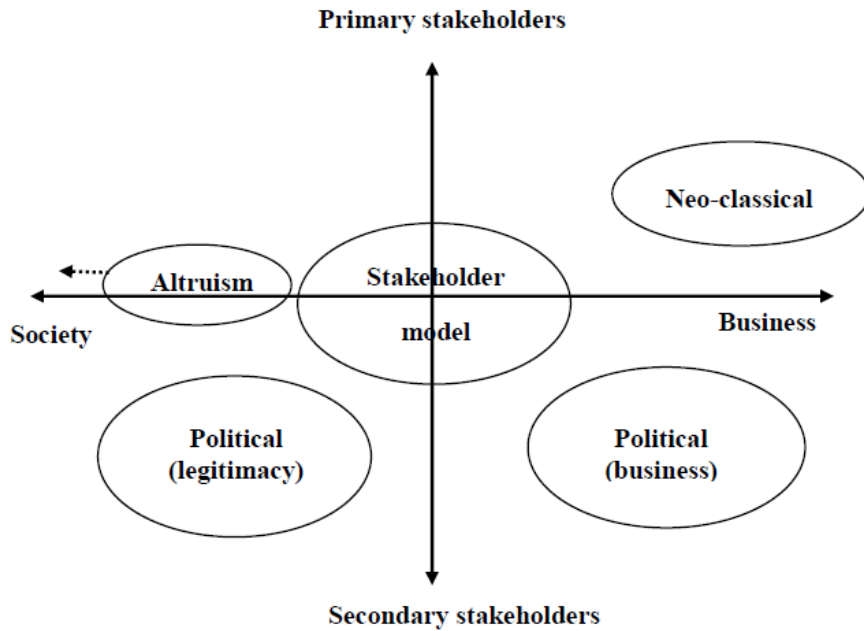 Primary stakeholders
Neo-classical
Altruism
Stakeholder
model
Society
Business
Political
(legitimacy)
Political
(business)
Secondary stakeholders